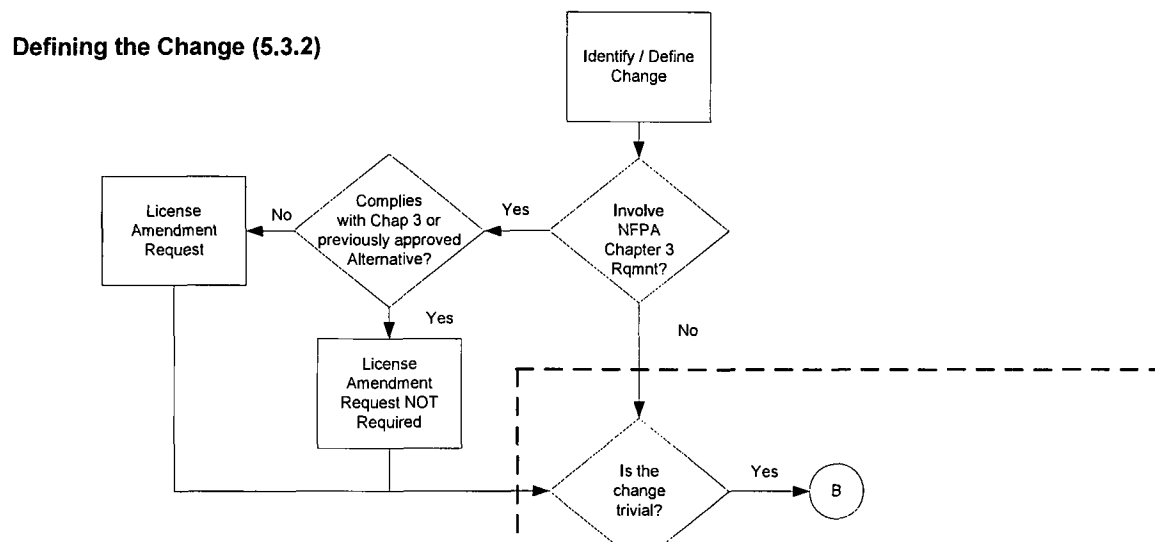 Defining the Change (5.3.2)
Identify / Define
Change
Involve
NFPA
Chapter 3
Rqmnt?
Yes
Complies
with Chap 3 or
previously approved
Alternative?
No
License
Amendment
Request
Yes
License
Amendment
Request NOT
Required
No
Is the
change
trivial?
Yes
B